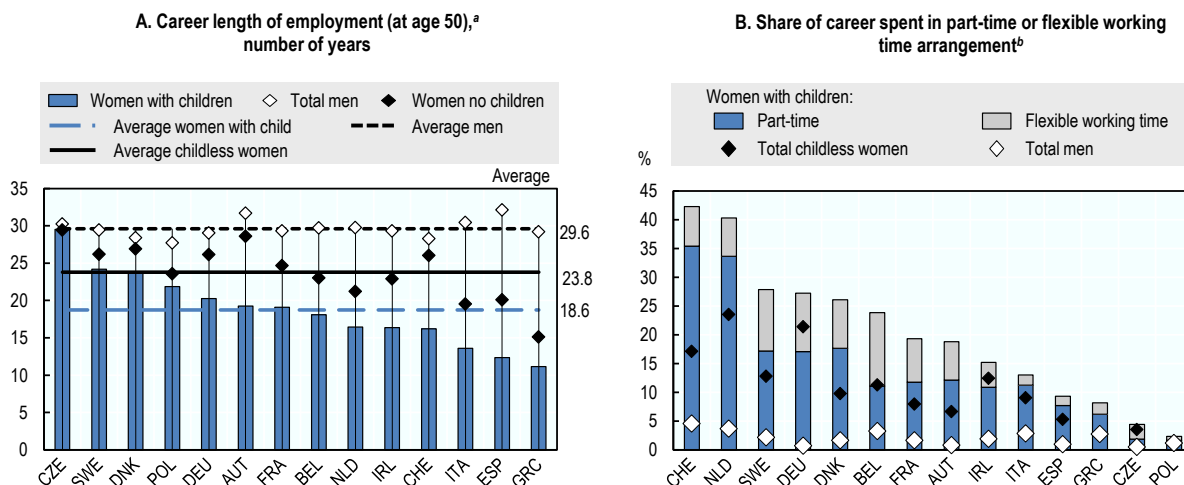 A. Career length of employment (at age 50),ᵃ
number of years
Women with children
Total men
Women no children
Average women with child
Average men
Average childless women
Average
35
30
25
20
15
10
5
0
29.6
23.8
18.6
CZE
SWE
DNK
POL
DEU
AUT
FRA
BEL
NLD
IRL
CHE
ITA
ESP
GRC
B. Share of career spent in part-time or flexible working
time arrangementᵇ
Women with children:
Part-time
Flexible working time
Total childless women
Total men
%
45
40
35
30
25
20
15
10
5
0
CHE
NLD
SWE
DEU
DNK
BEL
FRA
AUT
IRL
ITA
ESP
GRC
CZE
POL